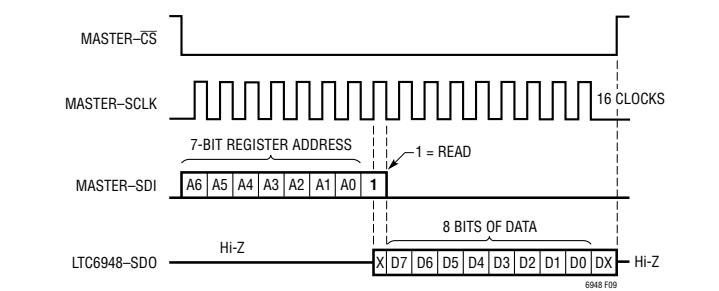 MASTER–CS
MASTER–SCLK
16 CLOCKS
7-BIT REGISTER ADDRESS
1 = READ
MASTER–SDI
A6 A5 A4 A3 A2 A1 A0 1
8 BITS OF DATA
Hi-Z
LTC6948–SDO
X D7 D6 D5 D4 D3 D2 D1 D0 DX
Hi-Z
6948 F09